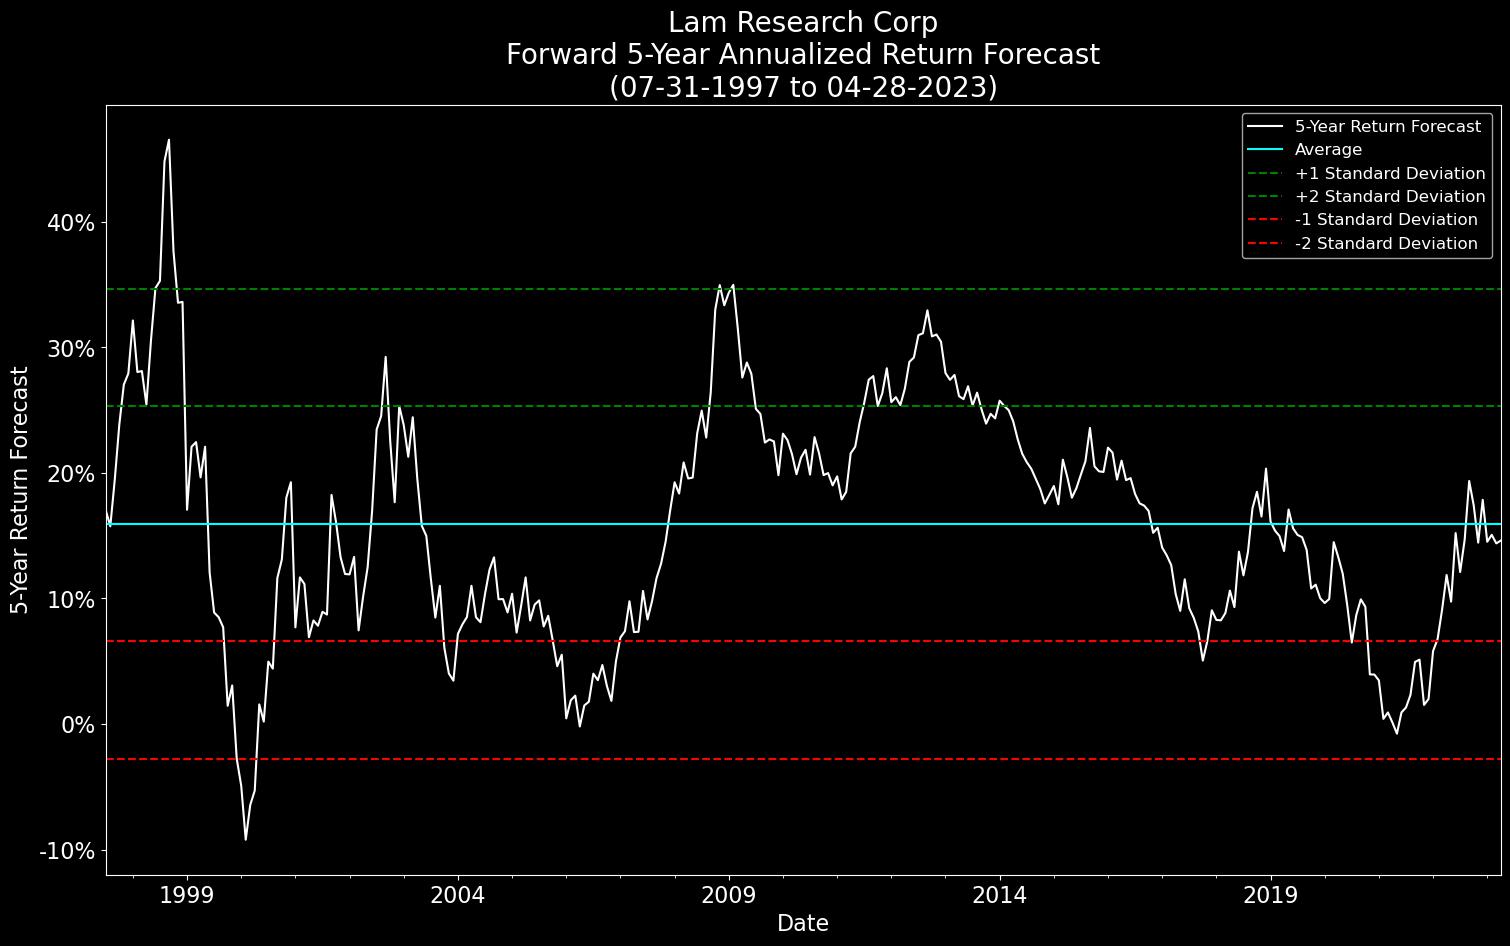 Lam Research Corp
Forward 5-Year Annualized Return Forecast
(07-31-1997 to 04-28-2023)
5-Year Return Forecast
Average
+1 Standard Deviation
+2 Standard Deviation
-1 Standard Deviation
-2 Standard Deviation
5-Year Return Forecast
40%
30%
20%
10%
0%
-10%
1999
2004
2009
2014
2019
Date